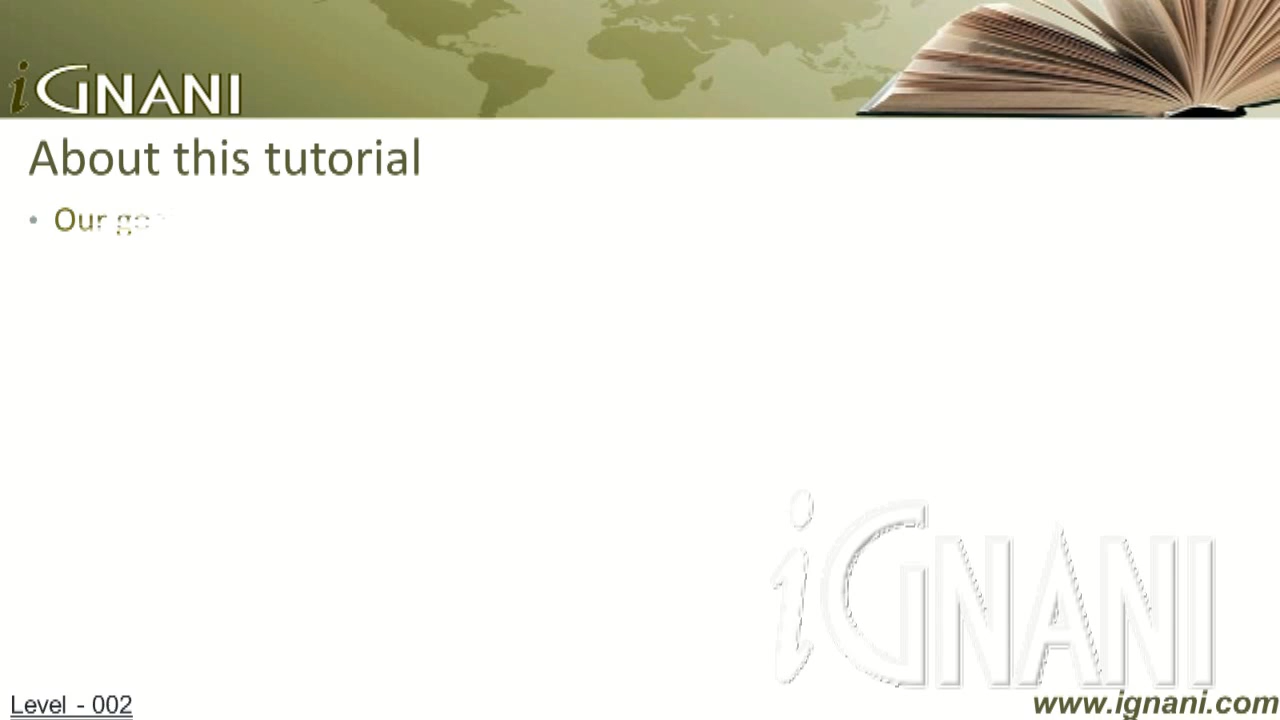 iGNANI
About this tutorial
• Our
iGNANI
Level - 002
www.ignani.com